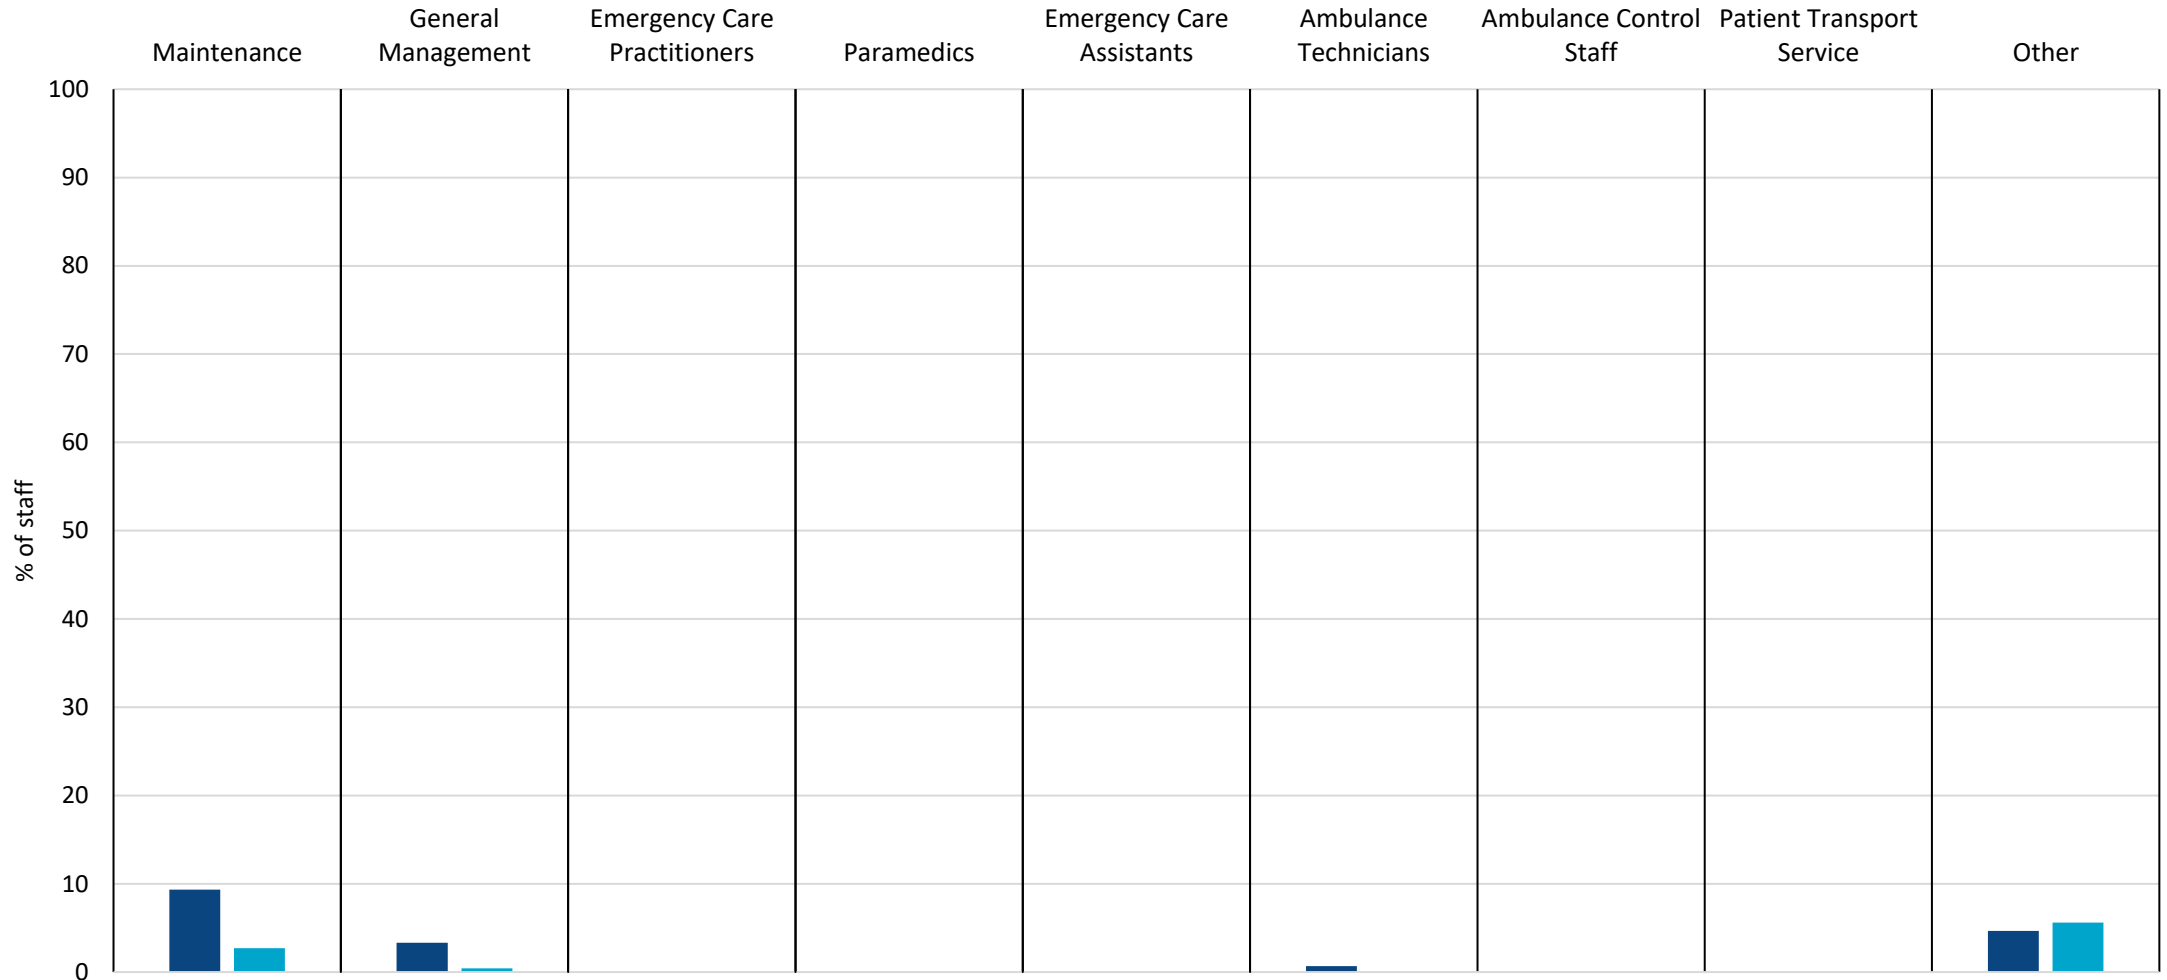 Maintenance
General
Management
Emergency Care
Practitioners
Paramedics
Emergency Care
Assistants
Ambulance
Technicians
Ambulance Control
Staff
Patient Transport
Service
Other
100
90
80
70
60
50
40
30
20
10
0
% of staff